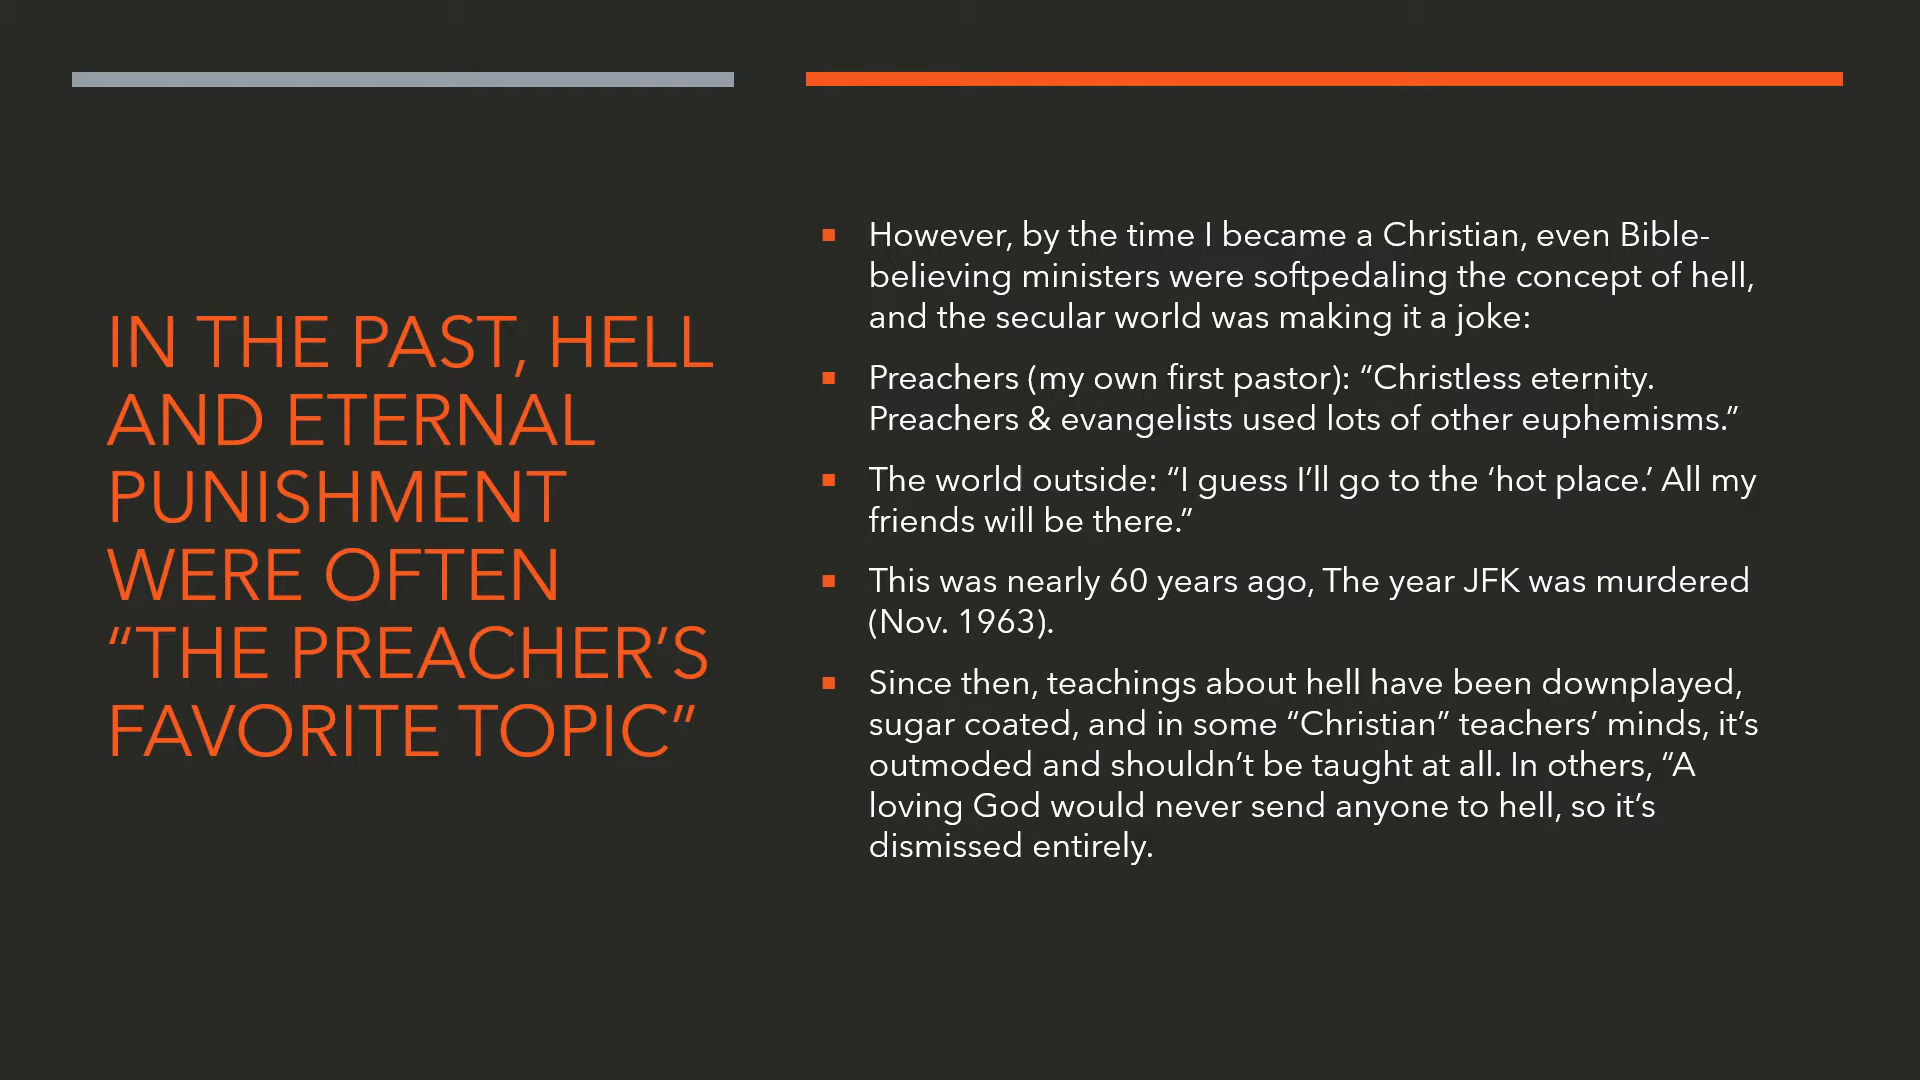 IN THE PAST, HELL
AND ETERNAL
PUNISHMENT
WERE OFTEN
“THE PREACHER’S
FAVORITE TOPIC”
However, by the time I became a Christian, even Bible-
believing ministers were softpedaling the concept of hell,
and the secular world was making it a joke:
Preachers (my own first pastor): “Christless eternity.
Preachers & evangelists used lots of other euphemisms.”
The world outside: “I guess I’ll go to the ‘hot place.’ All my
friends will be there.”
This was nearly 60 years ago, The year JFK was murdered
(Nov. 1963).
Since then, teachings about hell have been downplayed,
sugar coated, and in some “Christian” teachers’ minds, it‘s
outmoded and shouldn’t be taught at all. In others, “A
loving God would never send anyone to hell, so it’s
dismissed entirely.